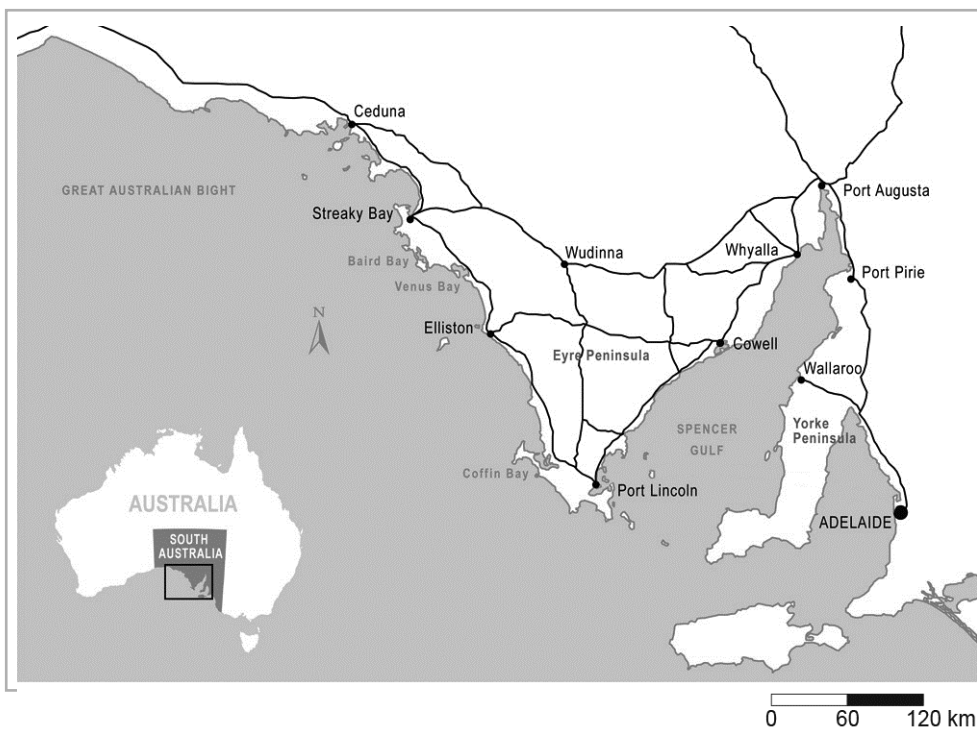 Ceduna
GREAT AUSTRALIAN BIGHT
Port Augusta
Streaky Bay
Wudinna
Whyalla
Baird Bay
Port Pirie
Venus Bay
N
Elliston
Cowell
Eyre Peninsula
Wallaroo
Yorke
Peninsula
SPENCER
GULF
Coffin Bay
Port Lincoln
AUSTRALIA
ADELAIDE
SOUTH
AUSTRALIA
0 60 120 km